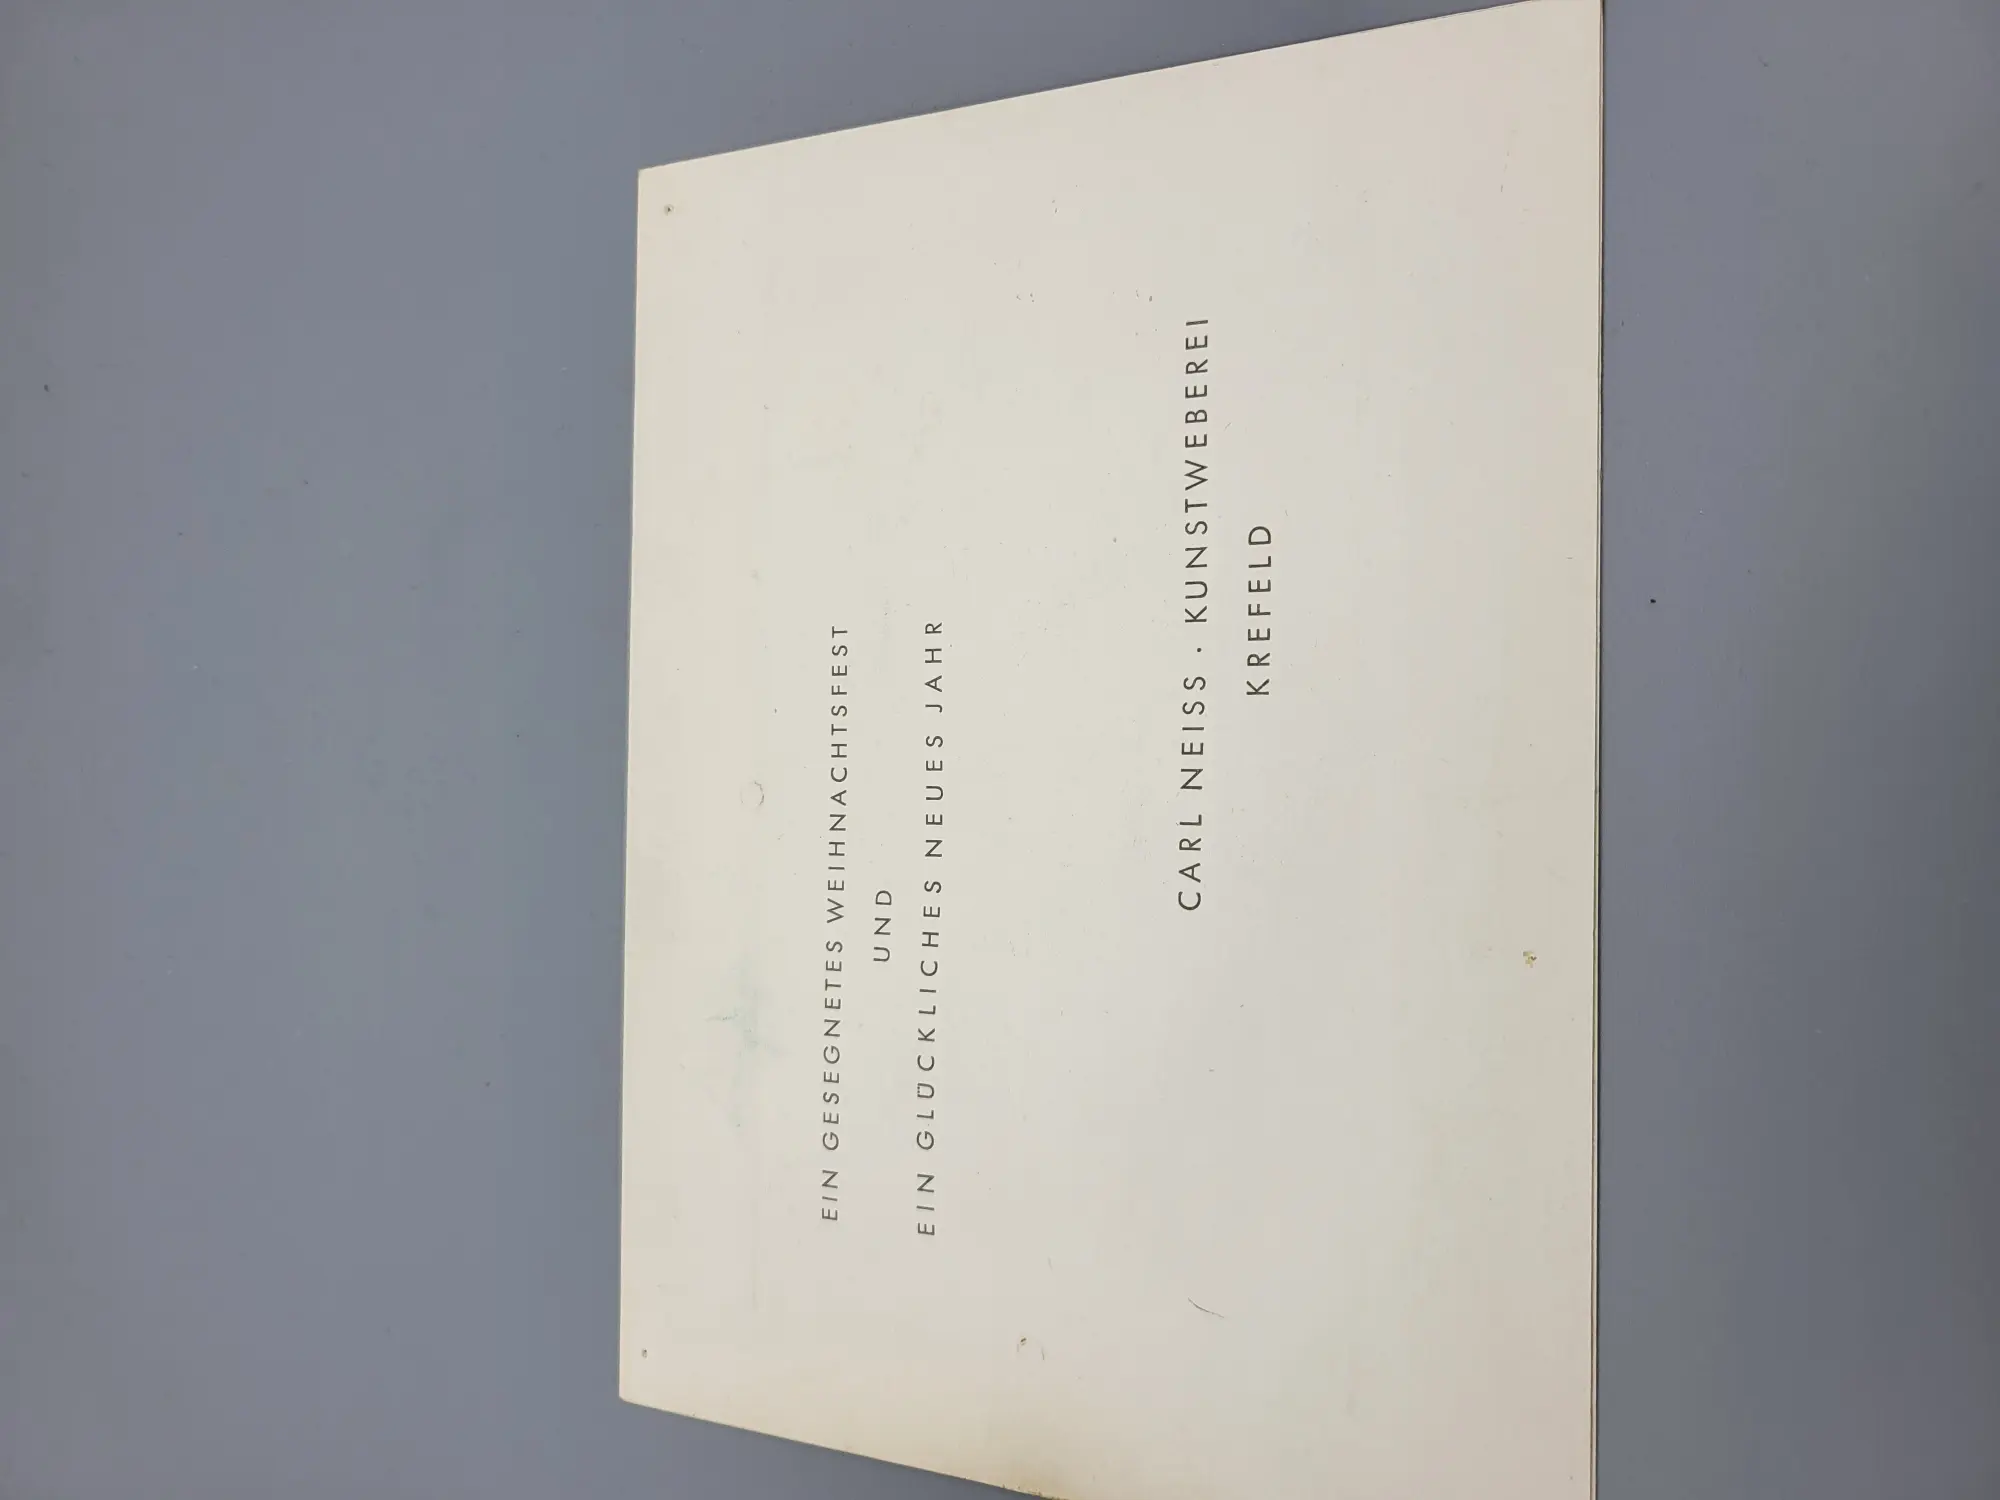 EIN GESEGNETES WEIHNACHTSFEST
UND
EIN GLÜCKLICHES NEUES JAHR
CARL NEISS . KUNSTWEBEREI
KREFELD